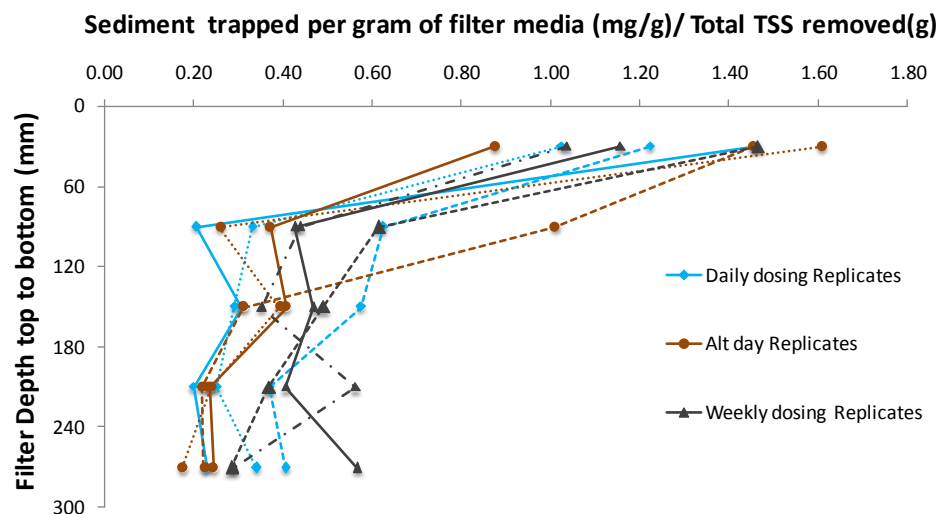 Sediment trapped per gram of filter media (mg/g)/ Total TSS removed(g)
0.00 0.20 0.40 0.60 0.80 1.00 1.20 1.40 1.60 1.80
0
60
120
180
240
300
Filter Depth top to bottom (mm)
Daily dosing Replicates
Alt day Replicates
Weekly dosing Replicates